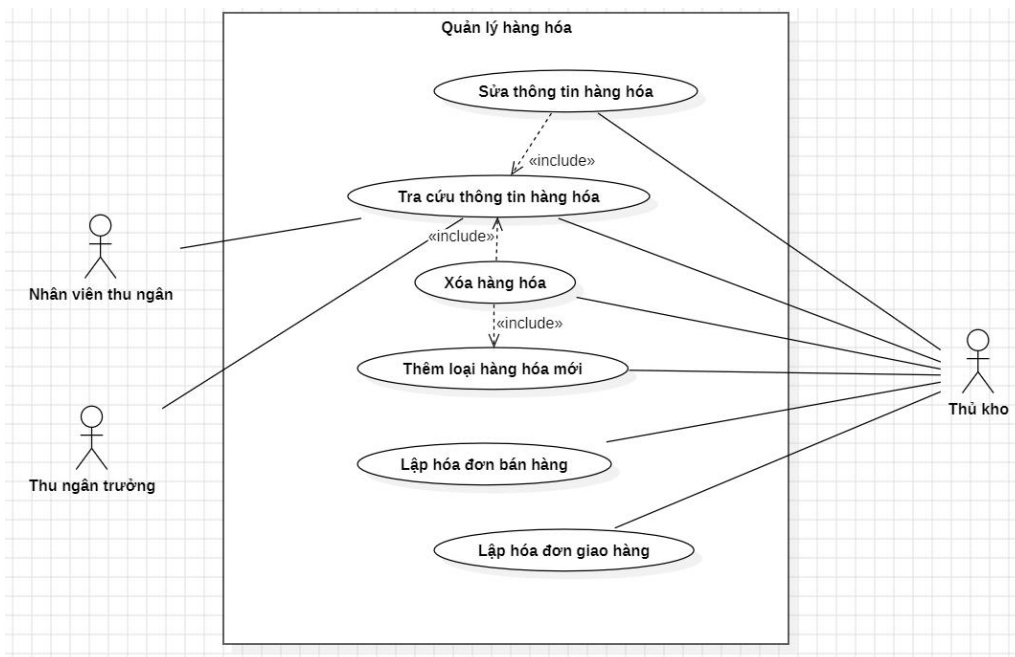 Quản lý hàng hóa
Sửa thông tin hàng hóa
«include»
Tra cứu thông tin hàng hóa
«include»
Xóa hàng hóa
Nhân viên thu ngân
«include»
Thêm loại hàng hóa mới
Thủ kho
Lập hóa đơn bán hàng
Thu ngân trưởng
Lập hóa đơn giao hàng